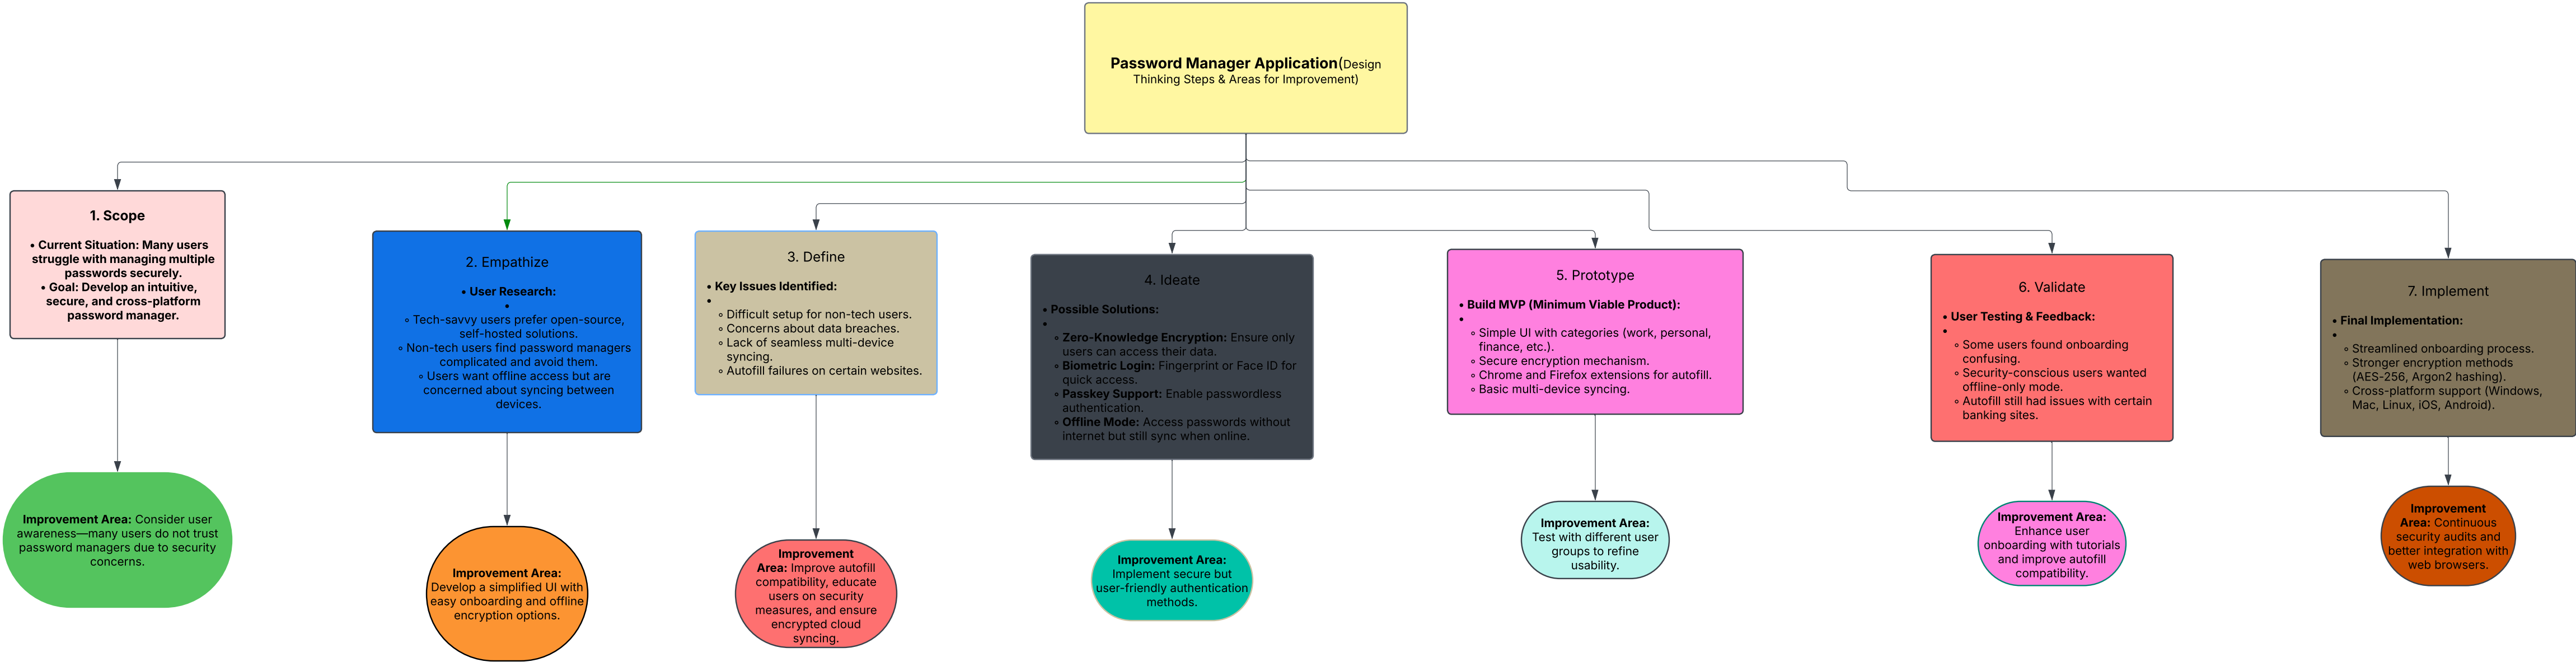 Password Manager Application(Design
Thinking Steps & Areas for Improvement)
1. Scope
• Current Situation: Many users
struggle with managing multiple
passwords securely.
• Goal: Develop an intuitive,
secure, and cross-platform
password manager.
Improvement Area: Consider user
awareness—many users do not trust
password managers due to security
concerns.
2. Empathize
• User Research:
•
◦ Tech-savvy users prefer open-source,
self-hosted solutions.
◦ Non-tech users find password managers
complicated and avoid them.
◦ Users want offline access but are
concerned about syncing between
devices.
Improvement Area:
Develop a simplified UI with
easy onboarding and offline
encryption options.
3. Define
• Key Issues Identified:
•
◦ Difficult setup for non-tech users.
◦ Concerns about data breaches.
◦ Lack of seamless multi-device
syncing.
◦ Autofill failures on certain websites.
Improvement
Area: Improve autofill
compatibility, educate
users on security
measures, and ensure
encrypted cloud
syncing.
4. Ideate
• Possible Solutions:
•
◦ Zero-Knowledge Encryption: Ensure only
users can access their data.
◦ Biometric Login: Fingerprint or Face ID for
quick access.
◦ Passkey Support: Enable passwordless
authentication.
◦ Offline Mode: Access passwords without
internet but still sync when online.
Improvement Area:
Implement secure but
user-friendly authentication
methods.
5. Prototype
• Build MVP (Minimum Viable Product):
•
◦ Simple UI with categories (work, personal,
finance, etc.).
◦ Secure encryption mechanism.
◦ Chrome and Firefox extensions for autofill.
◦ Basic multi-device syncing.
Improvement Area:
Test with different user
groups to refine
usability.
6. Validate
• User Testing & Feedback:
•
◦ Some users found onboarding
confusing.
◦ Security-conscious users wanted
offline-only mode.
◦ Autofill still had issues with certain
banking sites.
Improvement Area:
Enhance user
onboarding with tutorials
and improve autofill
compatibility.
7. Implement
• Final Implementation:
•
◦ Streamlined onboarding process.
◦ Stronger encryption methods
(AES-256, Argon2 hashing).
◦ Cross-platform support (Windows,
Mac, Linux, iOS, Android).
Improvement
Area: Continuous
security audits and
better integration with
web browsers.